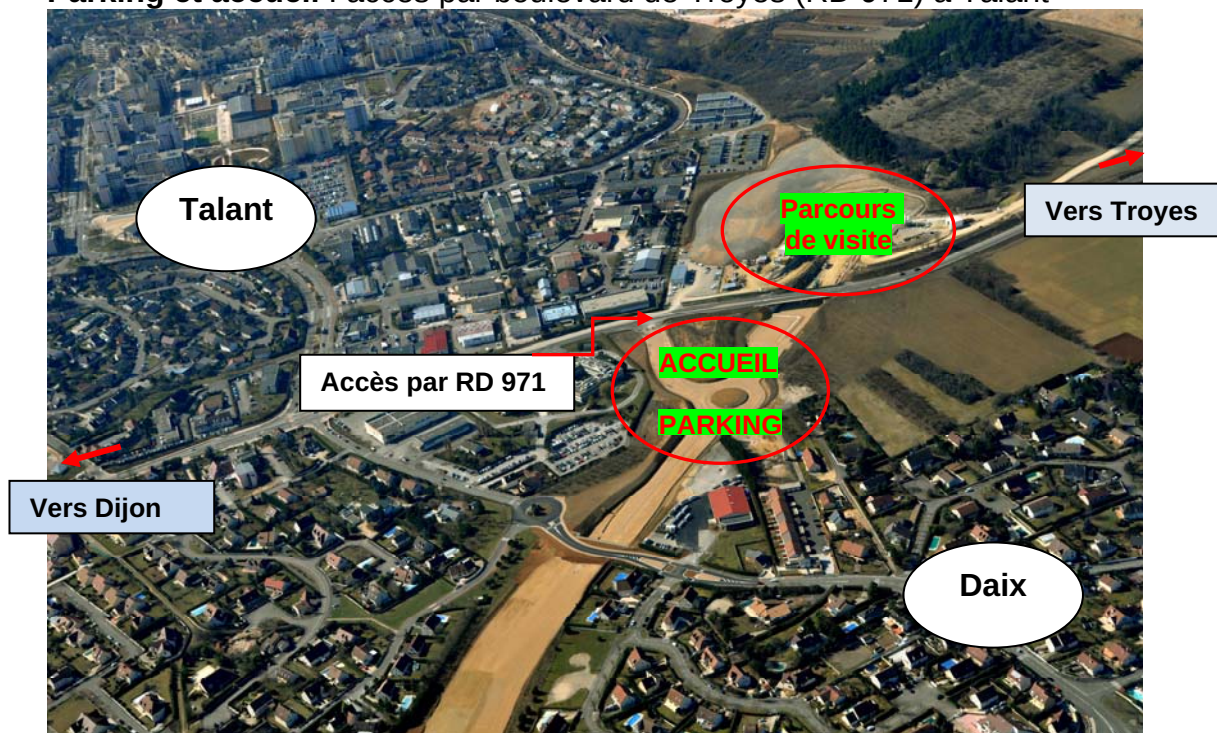 Parking et accueil : accès par boulevard de Troyes (RD 971) à Talant
Talant
Parcours
de visite
Vers Troyes
ACCUEIL
Accès par RD 971
PARKING
Vers Dijon
Daix